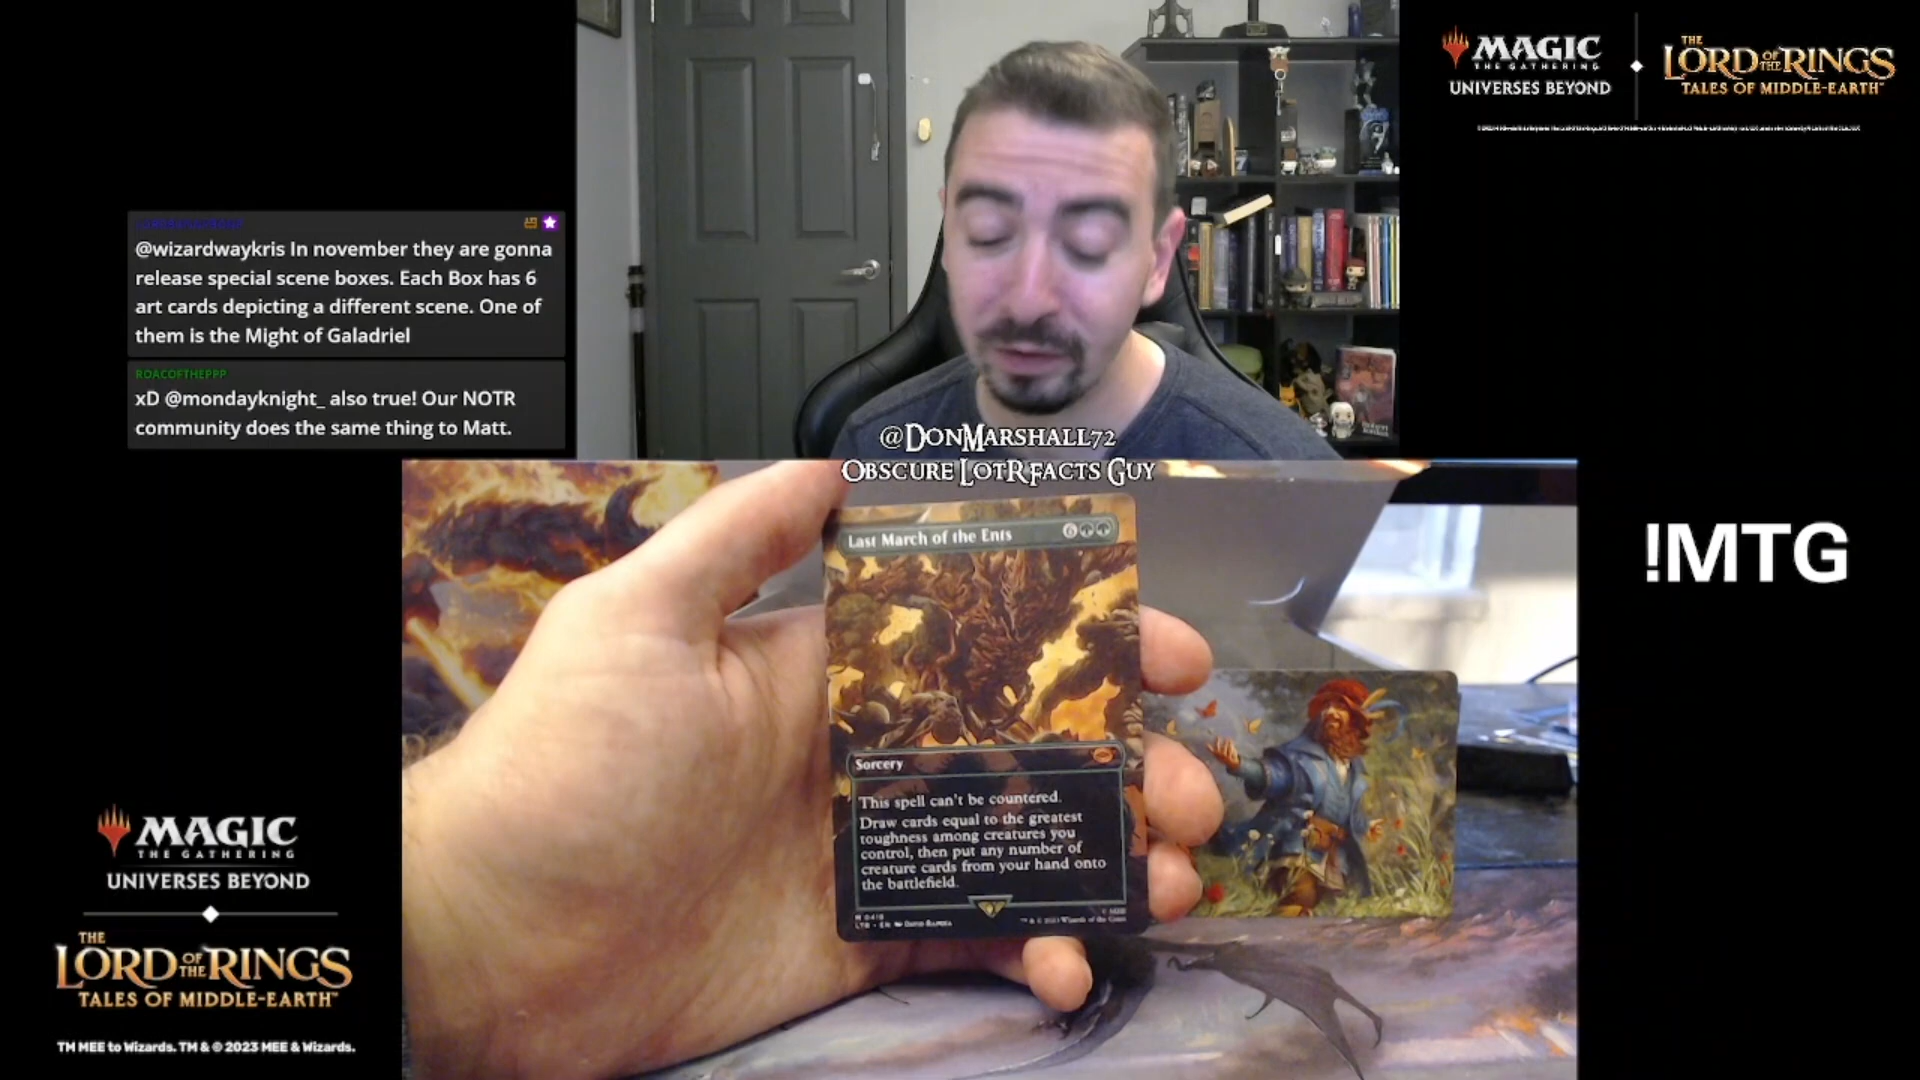 MAGIC
THE GATHERING
UNIVERSES BEYOND
THE
LORD OF THE RINGS
TALES OF MIDDLE-EARTH™
@wizardwaykris In november they are gonna
release special scene boxes. Each Box has 6
art cards depicting a different scene. One of
them is the Might of Galadriel
ROACOFTHEPPP
xD @mondayknight_ also true! Our NOTR
community does the same thing to Matt.
@DONMARSHALL72
OBSCURE LOTR FACTS GUY
Last March of the Ents 6
Sorcery
This spell can't be countered.
Draw cards equal to the greatest
toughness among creatures you
control, then put any number of
creature cards from your hand onto
the battlefield.
!MTG
MAGIC
THE GATHERING
UNIVERSES BEYOND
THE
LORD OF THE RINGS
TALES OF MIDDLE-EARTH™
TM MEE to Wizards. TM & © 2023 MEE & Wizards.